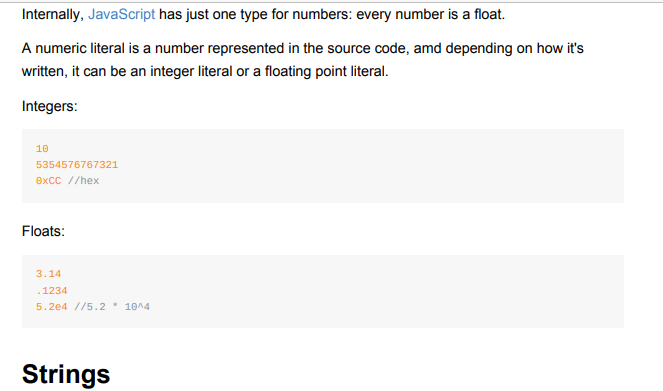 Internally, JavaScript has just one type for numbers: every number is a float.
A numeric literal is a number represented in the source code, amd depending on how it's
written, it can be an integer literal or a floating point literal.
Integers:
10
5354576767321
0xCC //hex
Floats:
3.14
.1234
5.2e4 //5.2 * 10^4
Strings